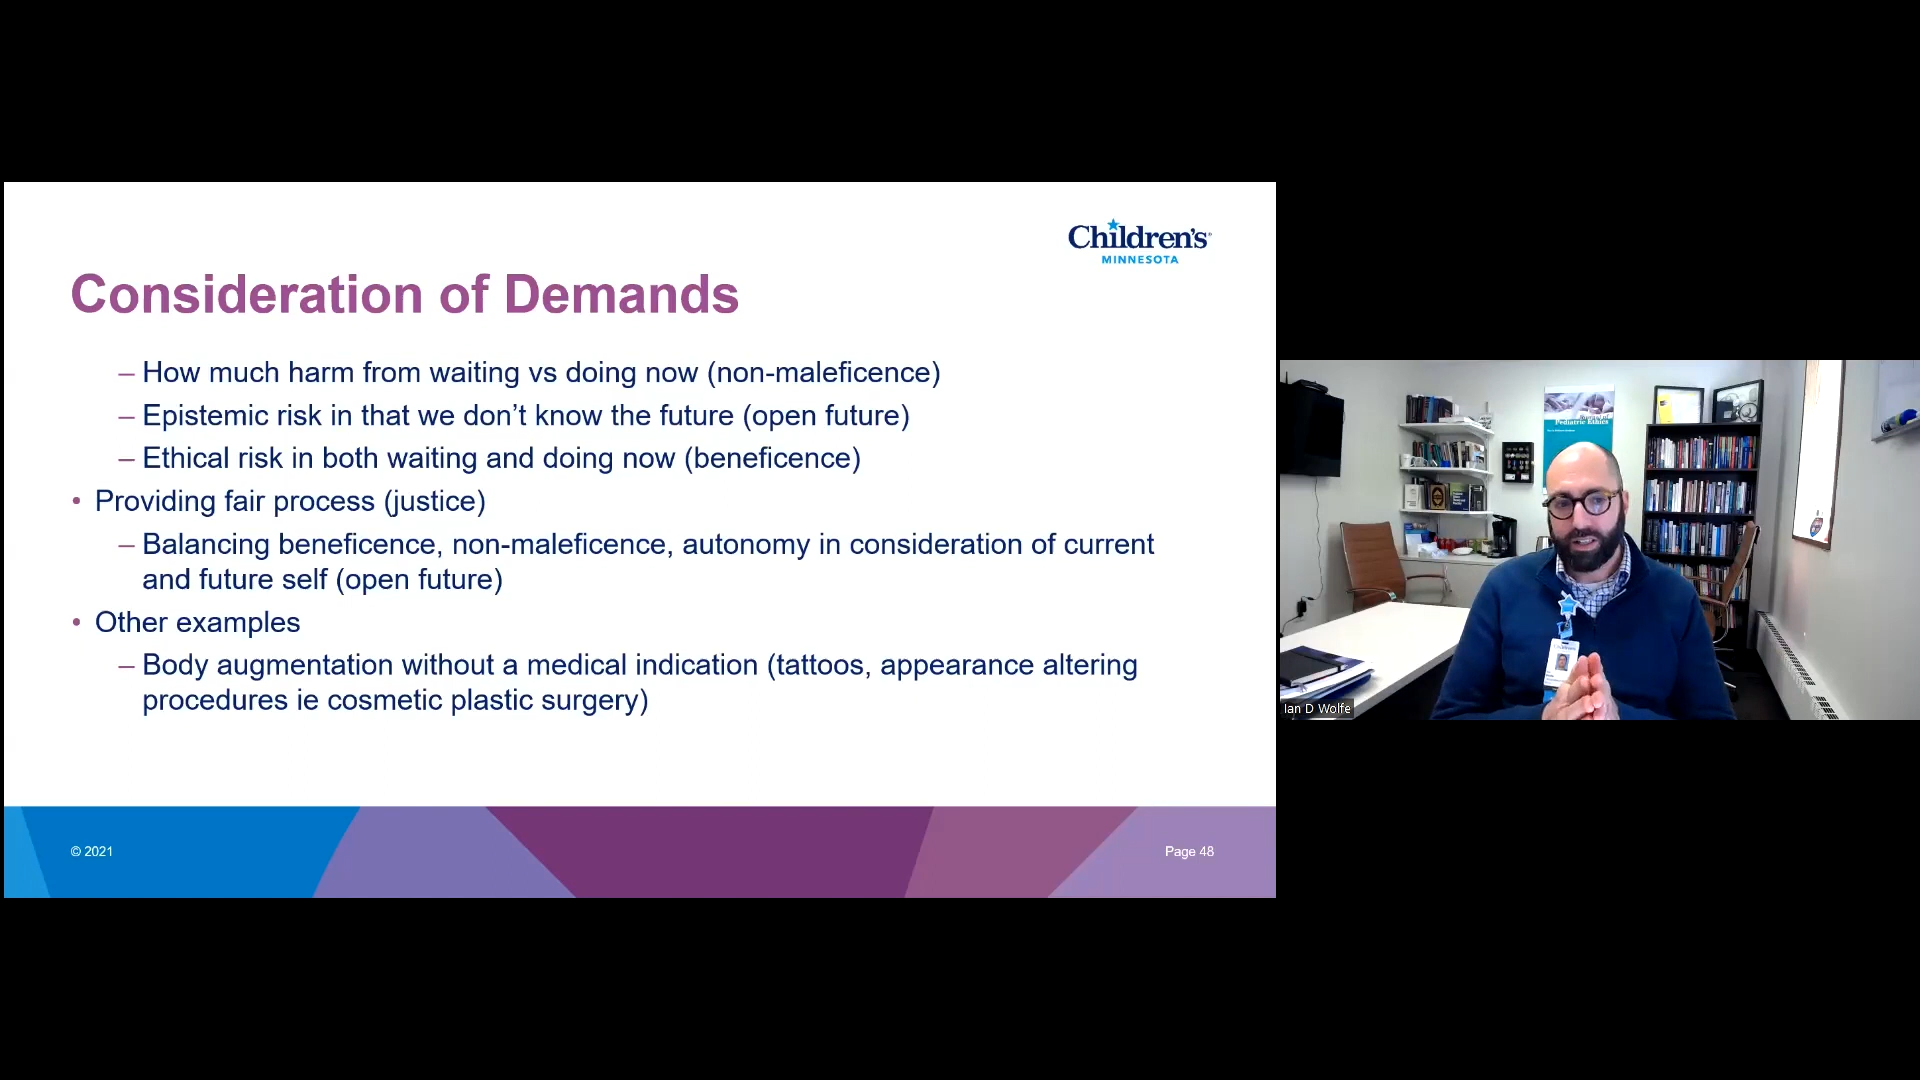 Children's
MINNESOTA
Consideration of Demands
– How much harm from waiting vs doing now (non-maleficence)
– Epistemic risk in that we don’t know the future (open future)
– Ethical risk in both waiting and doing now (beneficence)
• Providing fair process (justice)
– Balancing beneficence, non-maleficence, autonomy in consideration of current
and future self (open future)
• Other examples
– Body augmentation without a medical indication (tattoos, appearance altering
procedures ie cosmetic plastic surgery)
© 2021
Page 48
Pediatric Ethics
Ian D Wolfe